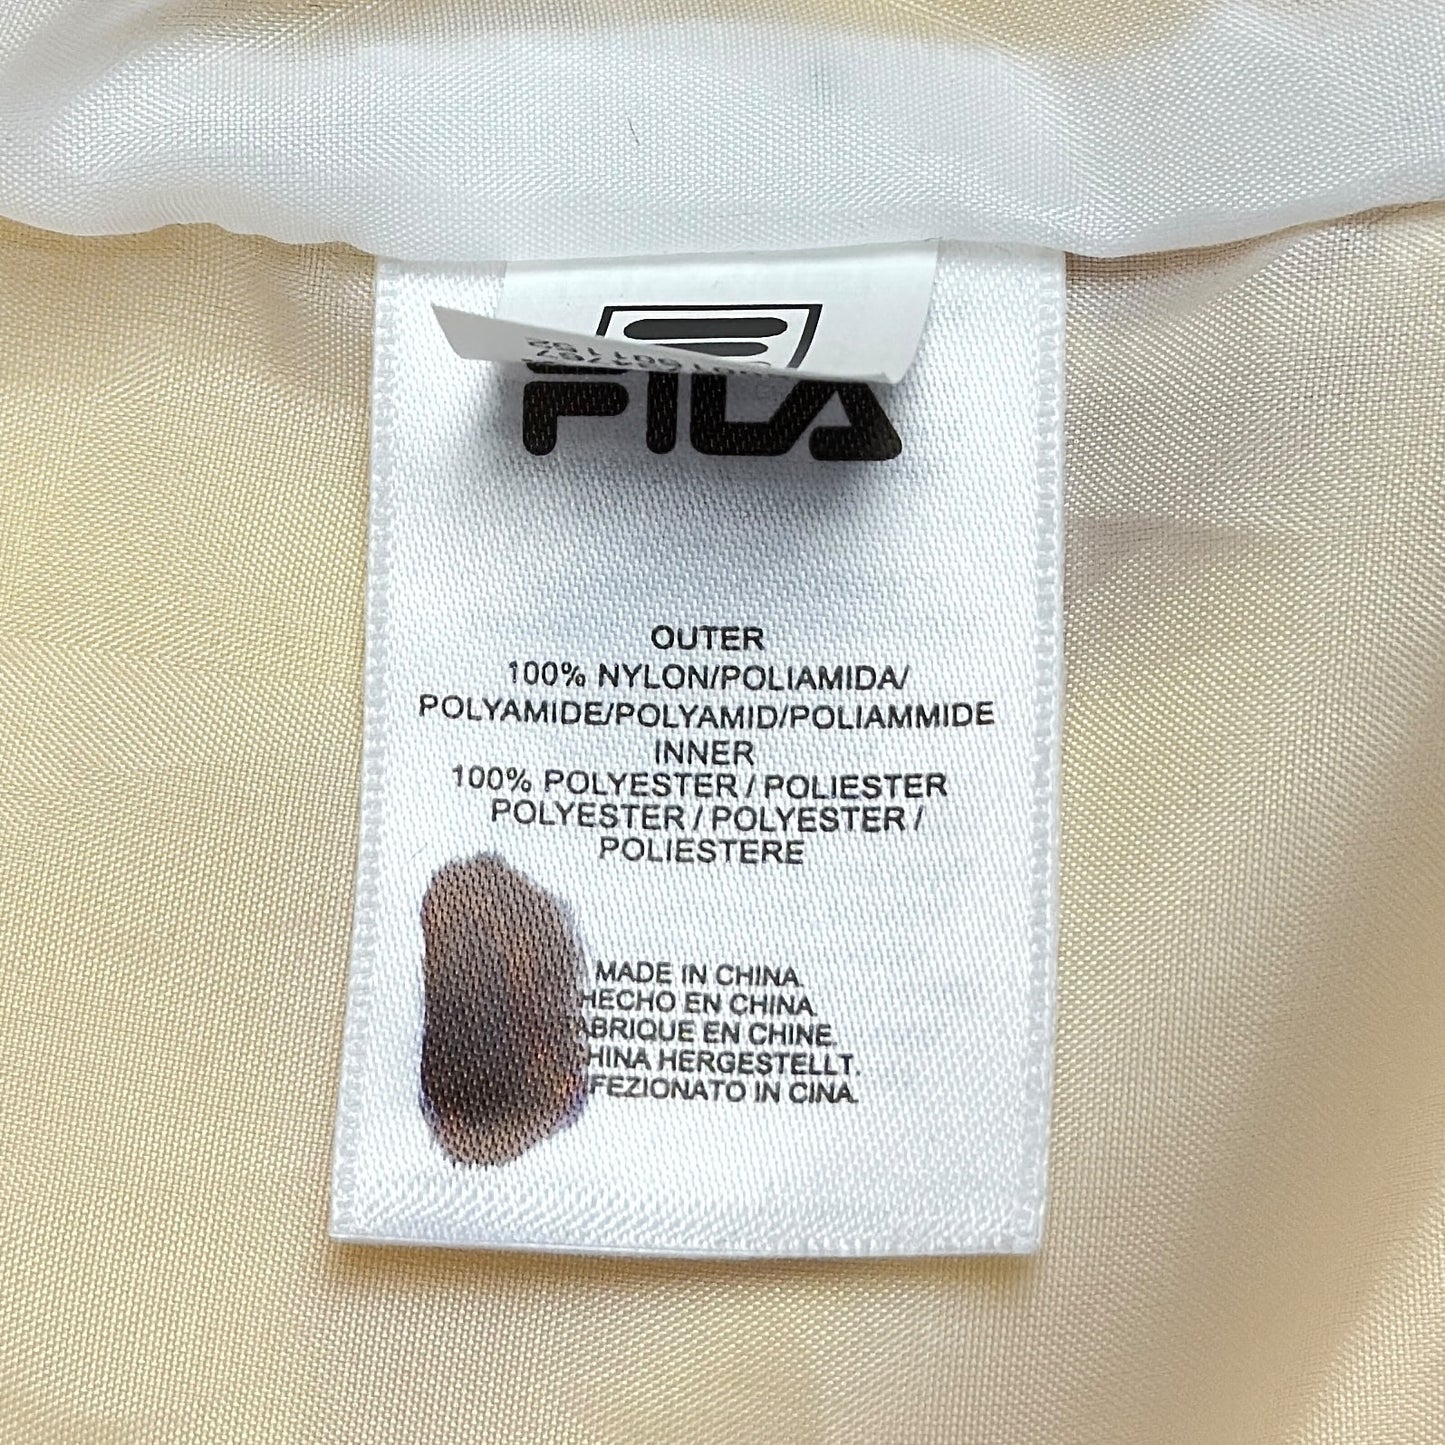 FILA
OUTER
100% NYLON/POLIAMIDA/
POLYAMIDE/POLYAMID/POLIAMMIDE
INNER
100% POLYESTER / POLIESTER
POLYESTER / POLYESTER /
POLIESTERE
MADE IN CHINA
HECHO EN CHINA
EN CHINE.
HERGESTELLT.
IN CINA.